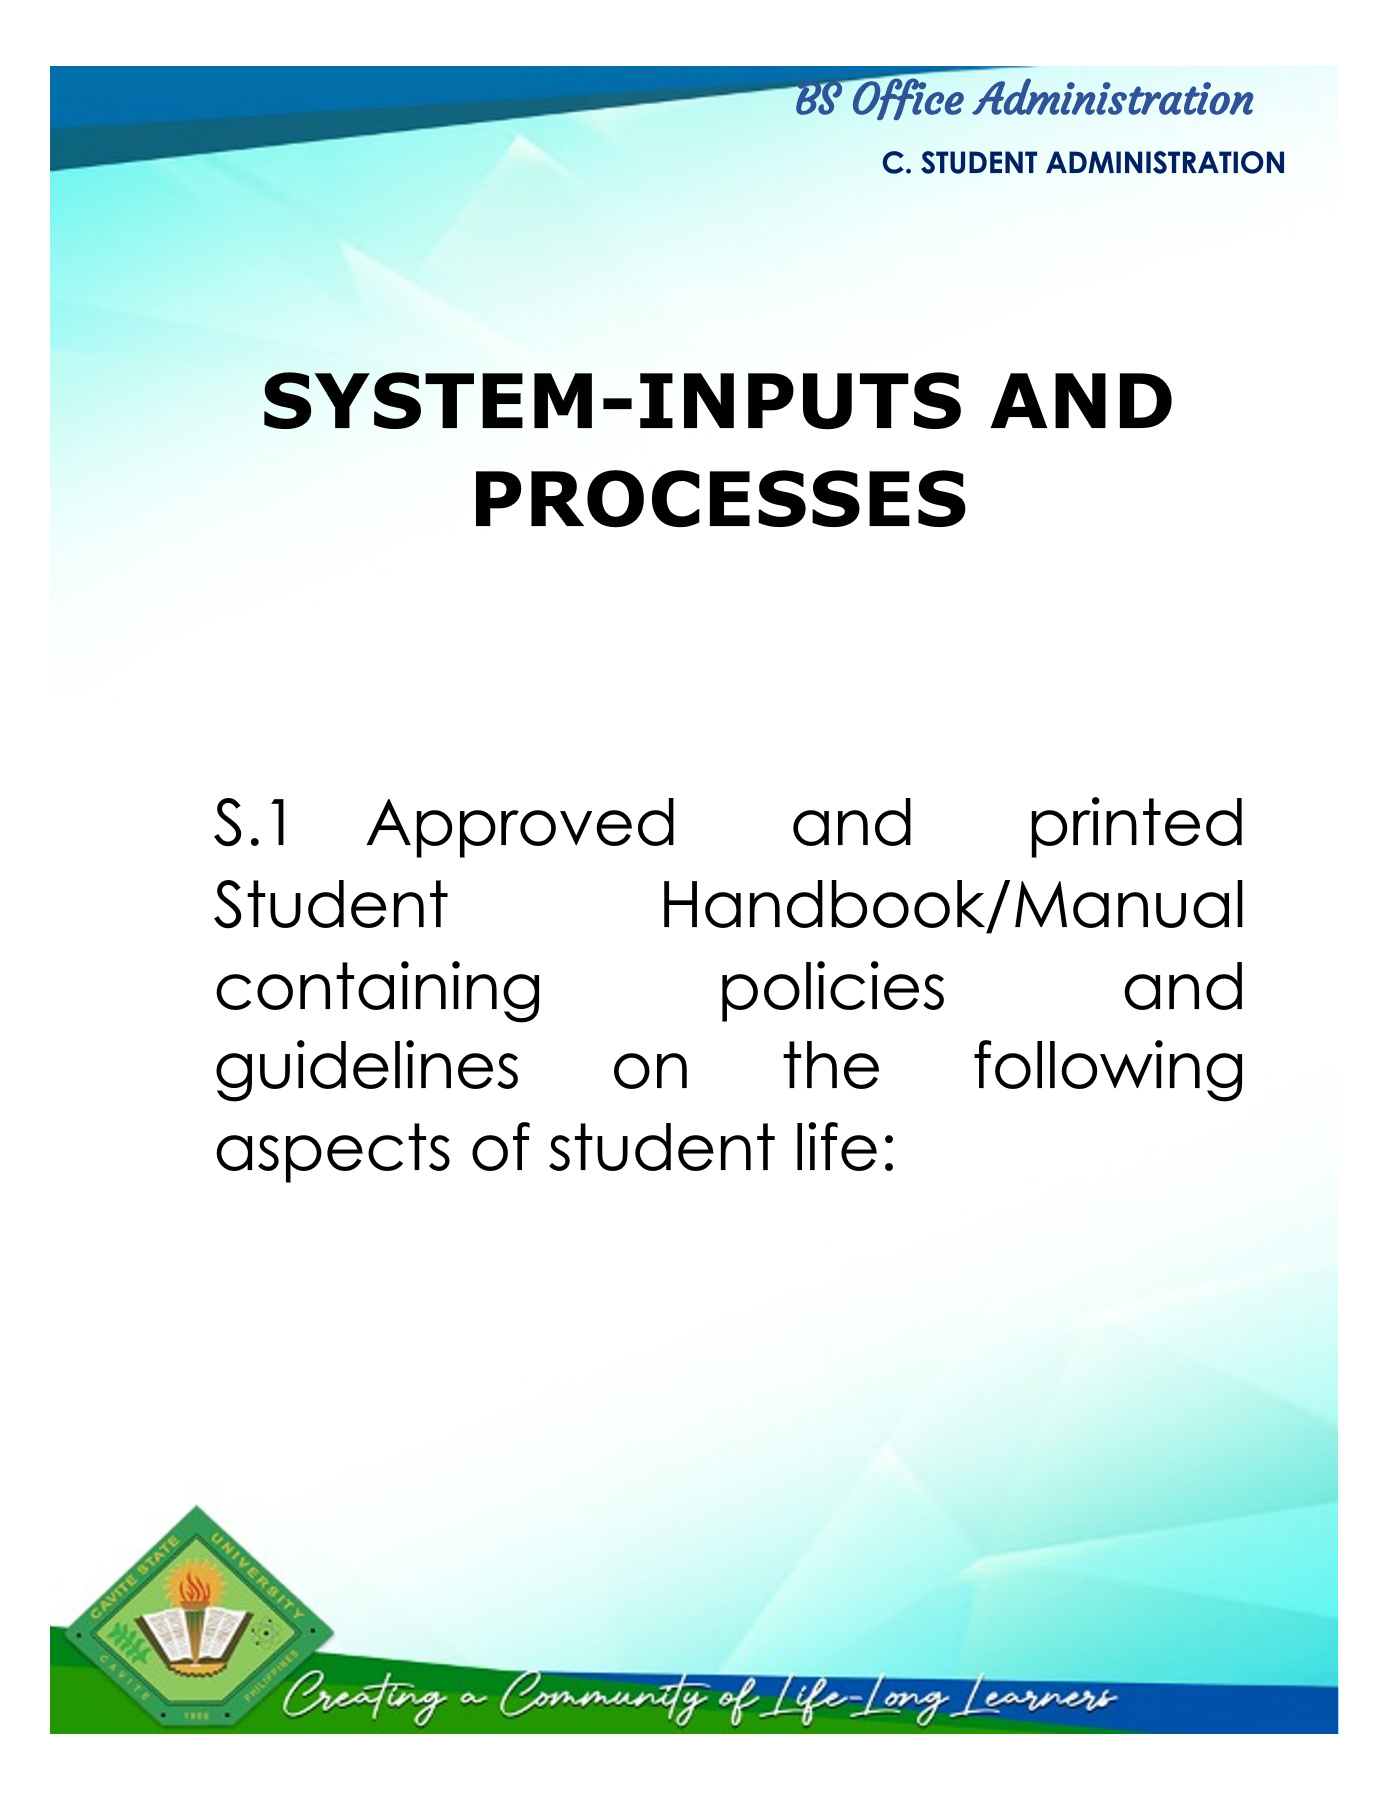 BS Office Administration
C. STUDENT ADMINISTRATION
SYSTEM-INPUTS AND
PROCESSES
S.1 Approved and printed
Student Handbook/Manual
containing policies and
guidelines on the following
aspects of student life:
CAVITE STATE UNIVERSITY
CAVITE PHILIPPINES
1906
Creating a Community of Life-Long Learners